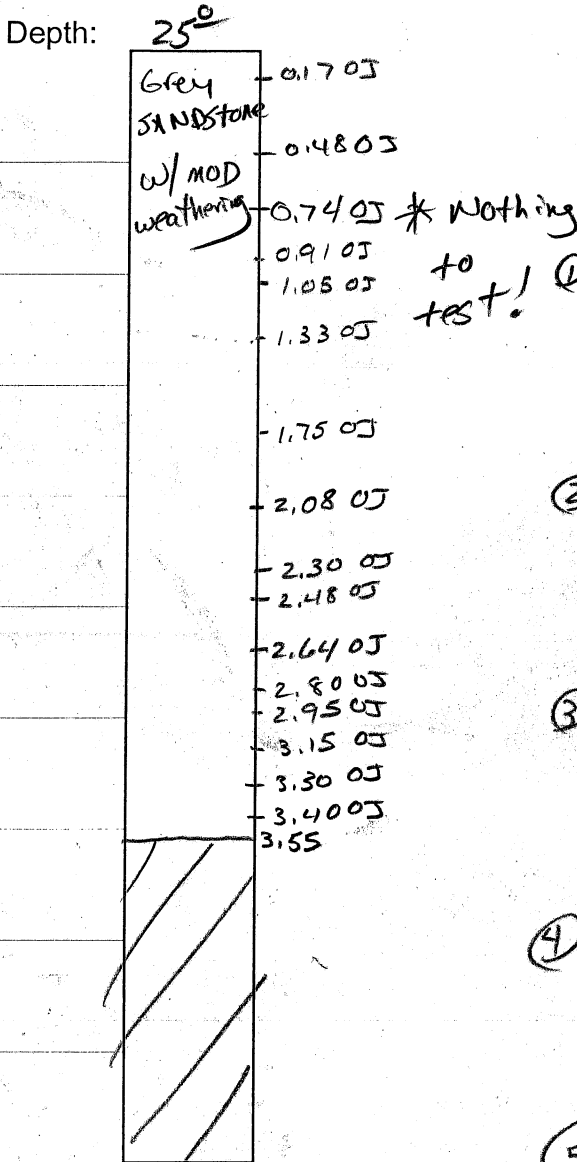 Depth: 25º
Grey
SANDSTONE
w/ MOD
weathering
0.17 OJ
0.48 OJ
0.74 OJ * Nothing
to
test!
0.91 OJ
1.05 OJ
1.33 OJ
1.75 OJ
2.08 OJ
2.30 OJ
2.48 OJ
2.64 OJ
2.80 OJ
2.95 OJ
3.15 OJ
3.30 OJ
3.40 OJ
3.55
①
②
③
④